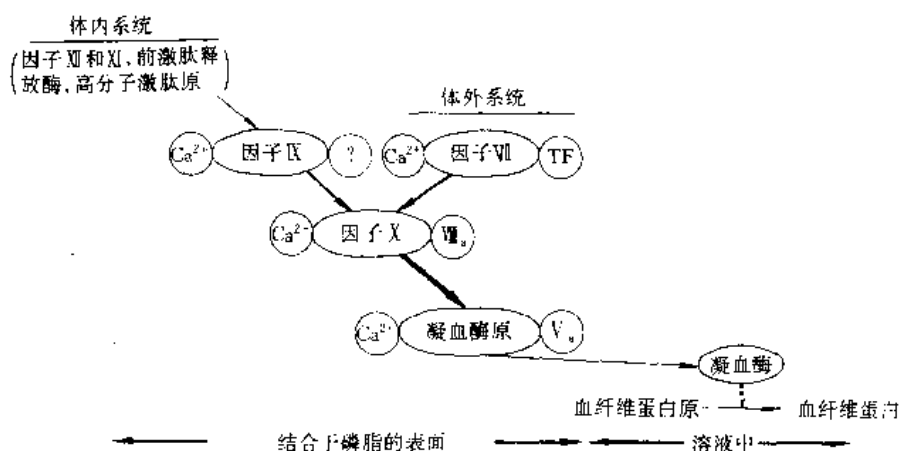 体内系统
(因子Ⅻ和Ⅺ,前激肽释
放酶,高分子激肽原)
体外系统
Ca²⁺ 因子Ⅸ ? Ca²⁺ 因子Ⅶ TF
Ca²⁺ 因子Ⅹ Ⅷa
Ca²⁺ 凝血酶原 Va
凝血酶
血纤维蛋白原 血纤维蛋白
结合于磷脂的表面 溶液中